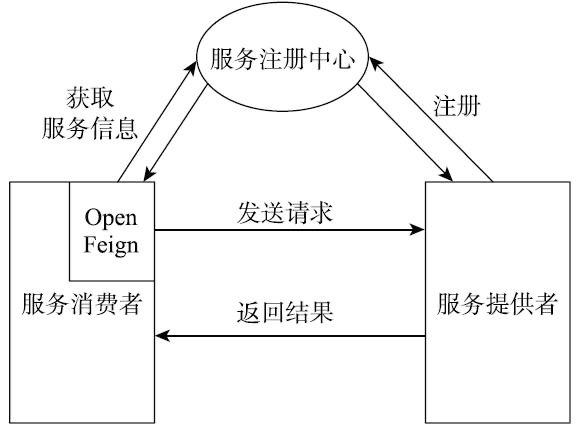 服务注册中心
获取
服务信息
注册
Open
Feign
发送请求
服务消费者
返回结果
服务提供者